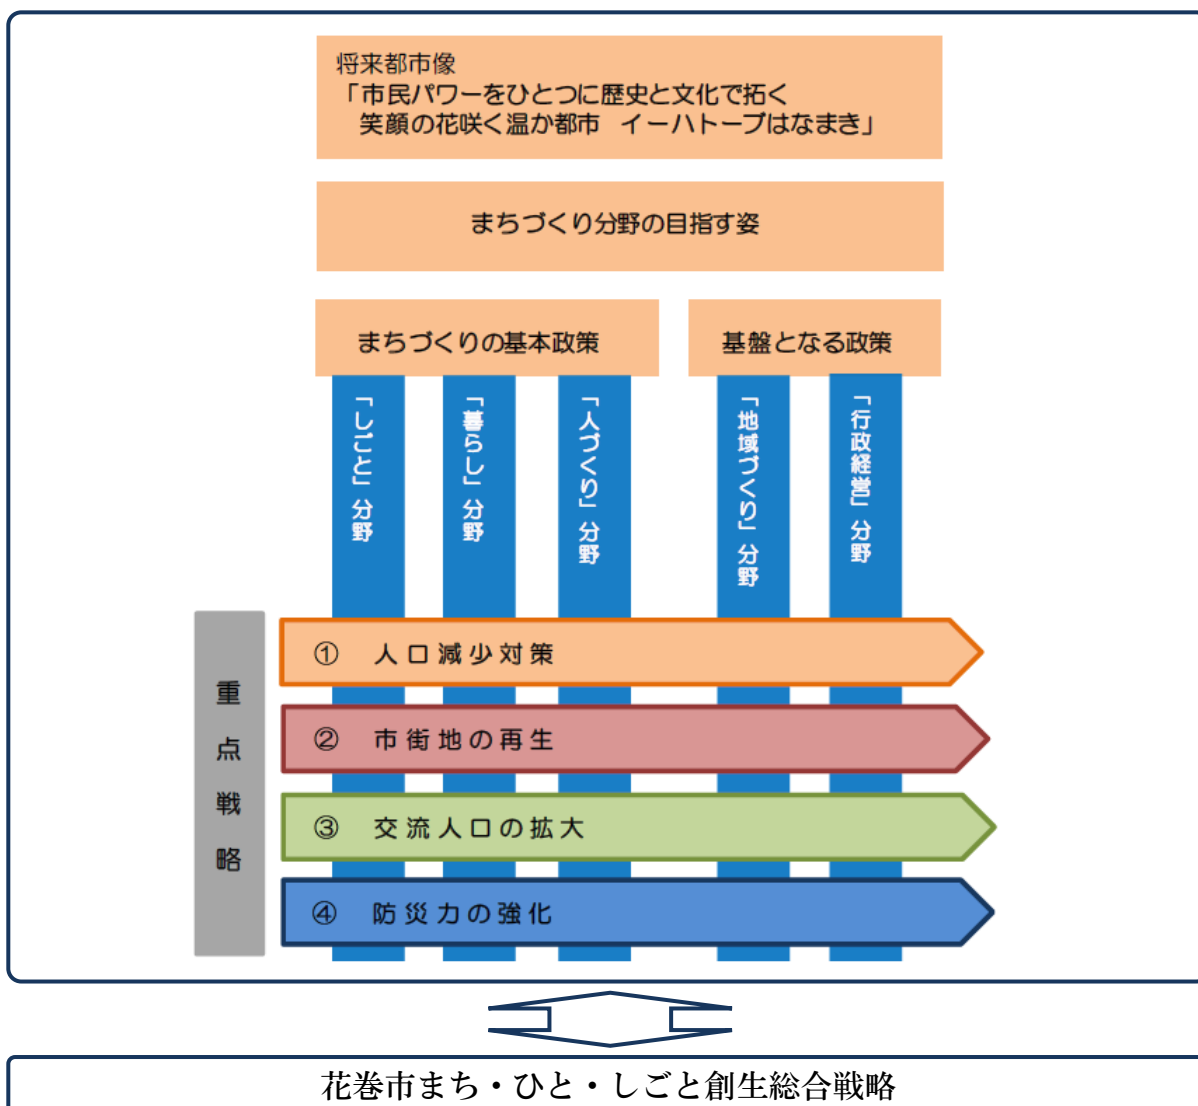 将来都市像
「市民パワーをひとつに歴史と文化で拓く
笑顔の花咲く温か都市　イーハトーブはなまき」
まちづくり分野の目指す姿
まちづくりの基本政策
基盤となる政策
「しごと」分野
「暮らし」分野
「人づくり」分野
「地域づくり」分野
「行政経営」分野
重点戦略
①　人口減少対策
②　市街地の再生
③　交流人口の拡大
④　防災力の強化
花巻市まち・ひと・しごと創生総合戦略